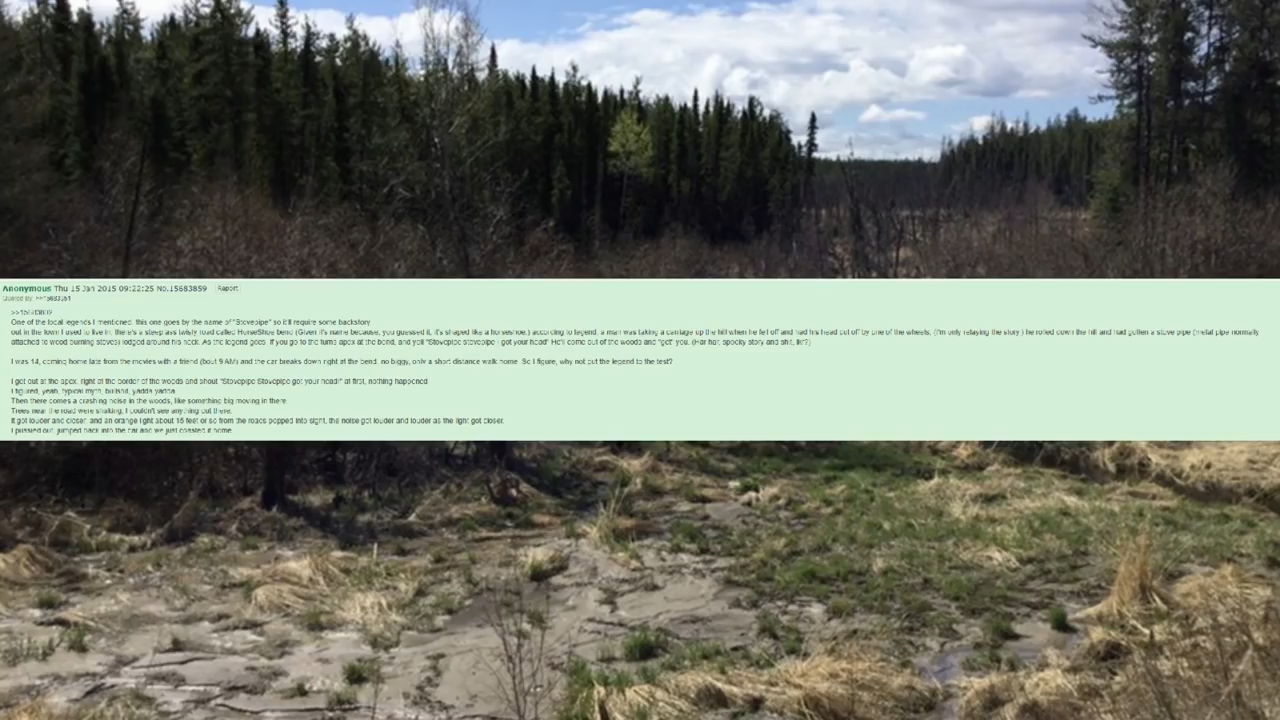 Anonymous Thu 15 Jan 2015 09:22:25 No.15683859 Report
Quoted By:
One of the local legends I mentioned, this one goes by the name of "Stovepipe" so it'll require some backstory
out in the town I used to live in, there's a steep ass twisty road called HorseShoe bend (Given it's name because, you guessed it, it's shaped like a horseshoe.) according to legend, a man was taking a carriage up the hill when he fell off and had his head cut off by one of the wheels, (I'm only relaying the story ) he rolled down the hill and had gotten a stove pipe (metal pipe normally
attached to wood burning stoves) lodged around his neck. As the legend goes, if you go to the turns apex at the bend, and yell "Stovepipe stovepipe I got your head" He'll come out of the woods and "get" you. (Har har, spooky story and shit,
I was 14, coming home late from the movies with a friend (bout 9 AM) and the car breaks down right at the bend, no biggy, only a short distance walk home. So I figure, why not put the legend to the test?
I get out at the apex, right at the border of the woods and shout "Stovepipe Stovepipe got your head!" at first, nothing happened
I figured, yeah, typical myth, bullshit, yadda yadda
Then there comes a crashing noise in the woods, like something big moving in there
Trees near the road were shaking, I couldn't see anything out there.
It got louder and closer, and an orange light about 15 feet or so from the roads popped into sight, the noise got louder and louder as the light got closer.
I pussied out, jumped back into the car and we just coasted it home